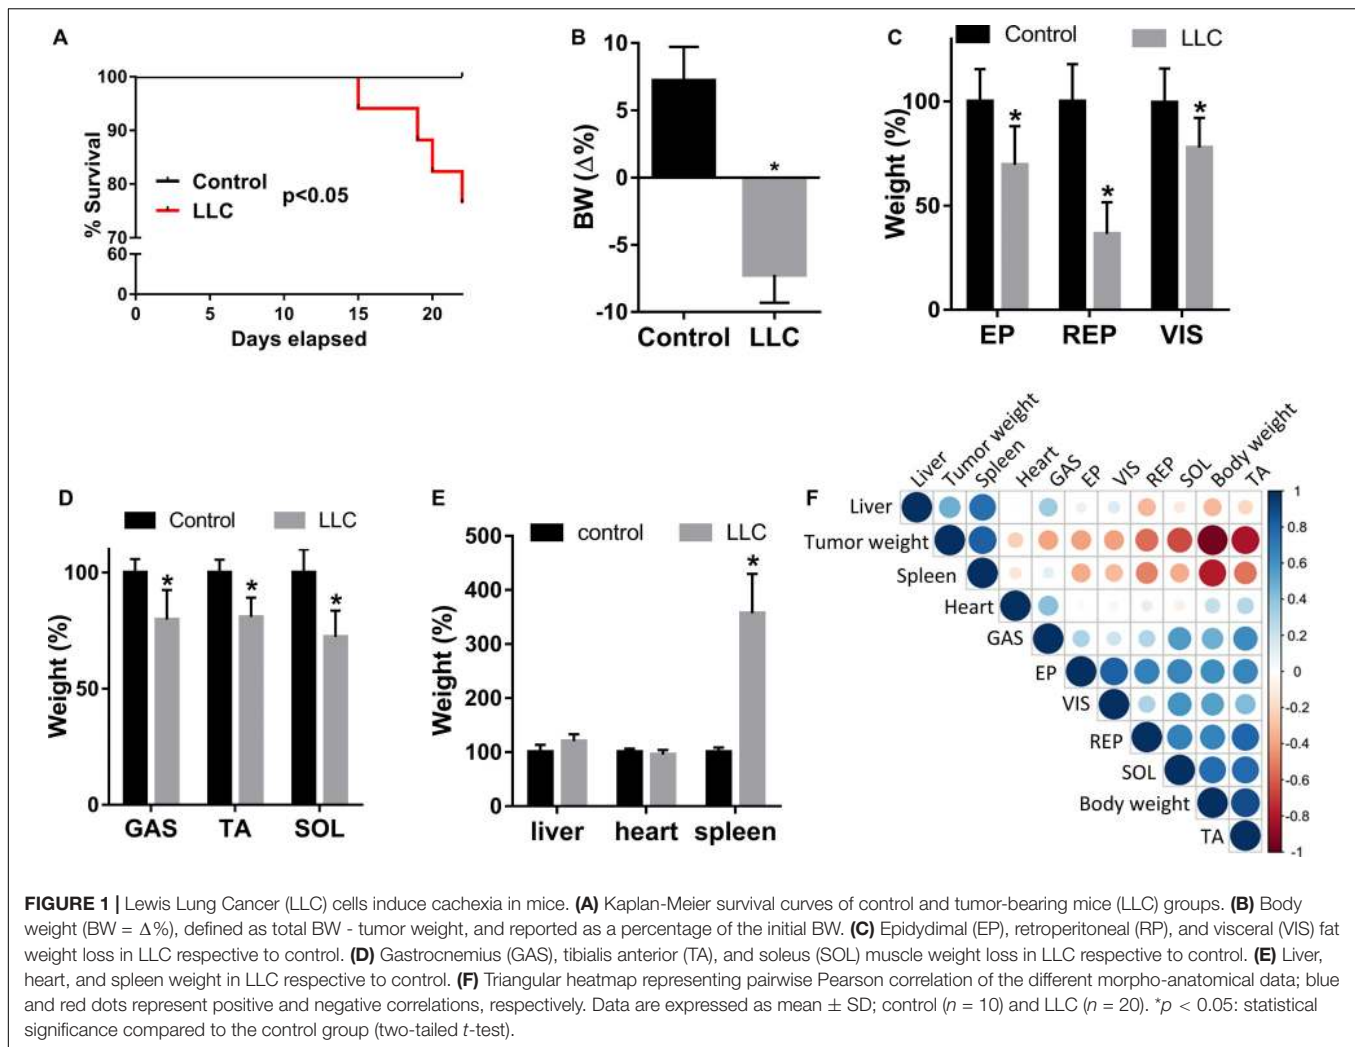 A
100
90
80
70
60
0
% Survival
Control
LLC
p<0.05
0 5 10 15 20
Days elapsed
B
10
5
0
-5
-10
BW (Δ%)
*
Control LLC
C
Control LLC
100
50
0
Weight (%)
* * *
EP REP VIS
D
Control LLC
100
50
0
Weight (%)
* * *
GAS TA SOL
E
control LLC
500
400
300
200
100
0
Weight (%)
*
liver heart spleen
F
Liver
Tumor weight
Spleen
Heart
GAS
EP
VIS
REP
SOL
Body weight
TA
Liver
Tumor weight
Spleen
Heart
GAS
EP
VIS
REP
SOL
Body weight
TA
1
0.8
0.6
0.4
0.2
0
-0.2
-0.4
-0.6
-0.8
-1
FIGURE 1 | Lewis Lung Cancer (LLC) cells induce cachexia in mice. (A) Kaplan-Meier survival curves of control and tumor-bearing mice (LLC) groups. (B) Body
weight (BW = Δ%), defined as total BW - tumor weight, and reported as a percentage of the initial BW. (C) Epidydimal (EP), retroperitoneal (RP), and visceral (VIS) fat
weight loss in LLC respective to control. (D) Gastrocnemius (GAS), tibialis anterior (TA), and soleus (SOL) muscle weight loss in LLC respective to control. (E) Liver,
heart, and spleen weight in LLC respective to control. (F) Triangular heatmap representing pairwise Pearson correlation of the different morpho-anatomical data; blue
and red dots represent positive and negative correlations, respectively. Data are expressed as mean ± SD; control (n = 10) and LLC (n = 20). *p < 0.05: statistical
significance compared to the control group (two-tailed t-test).